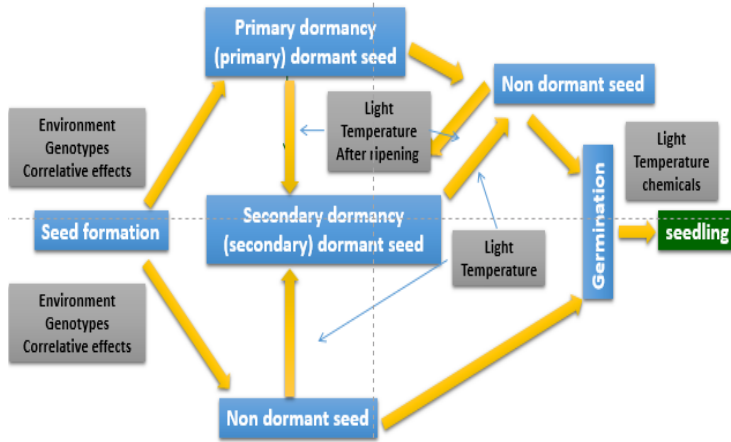 Primary dormancy
(primary) dormant seed
Non dormant seed
Environment
Genotypes
Correlative effects
Light
Temperature
After ripening
Light
Temperature
chemicals
Seed formation
Secondary dormancy
(secondary) dormant seed
Light
Temperature
Germination
seedling
Environment
Genotypes
Correlative effects
Non dormant seed